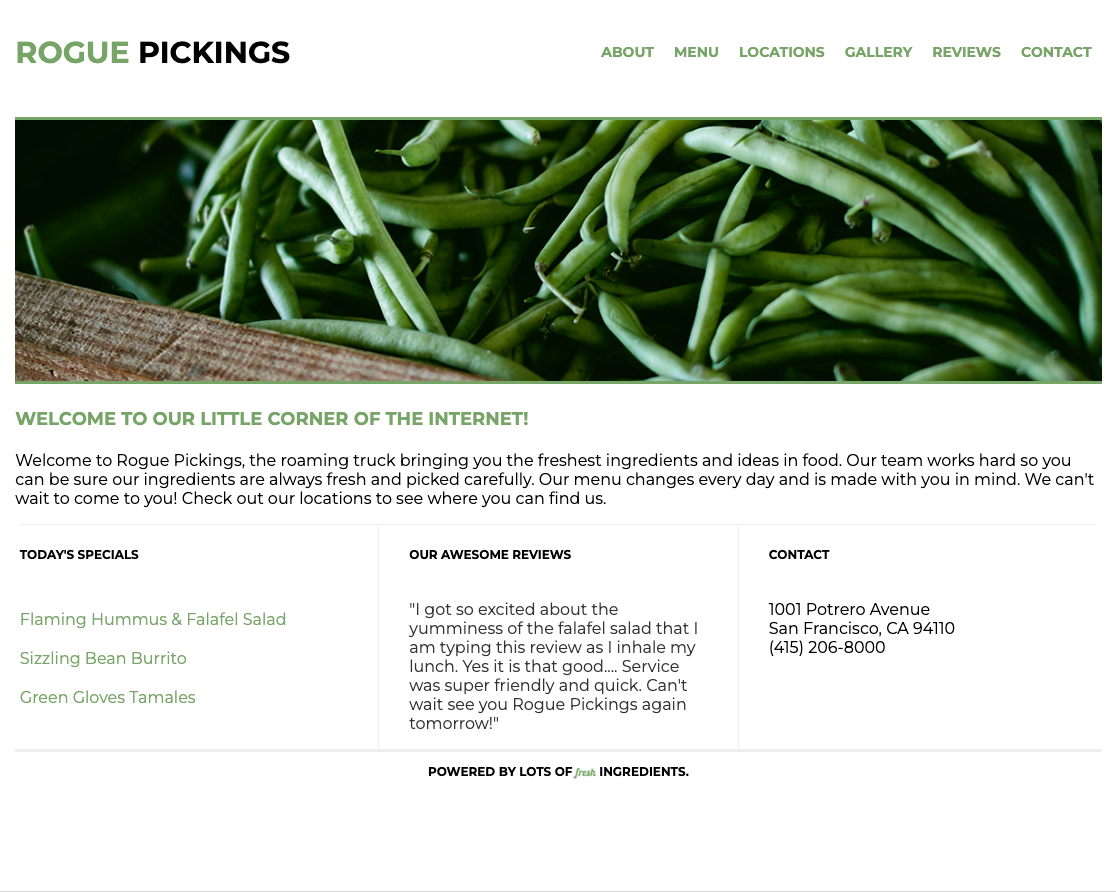 ROGUE PICKINGS
ABOUT MENU LOCATIONS GALLERY REVIEWS CONTACT
WELCOME TO OUR LITTLE CORNER OF THE INTERNET!
Welcome to Rogue Pickings, the roaming truck bringing you the freshest ingredients and ideas in food. Our team works hard so you
can be sure our ingredients are always fresh and picked carefully. Our menu changes every day and is made with you in mind. We can't
wait to come to you! Check out our locations to see where you can find us.
TODAY'S SPECIALS
Flaming Hummus & Falafel Salad
Sizzling Bean Burrito
Green Gloves Tamales
OUR AWESOME REVIEWS
"I got so excited about the
yumminess of the falafel salad that I
am typing this review as I inhale my
lunch. Yes it is that good.... Service
was super friendly and quick. Can't
wait see you Rogue Pickings again
tomorrow!"
CONTACT
1001 Potrero Avenue
San Francisco, CA 94110
(415) 206-8000
POWERED BY LOTS OF fresh INGREDIENTS.